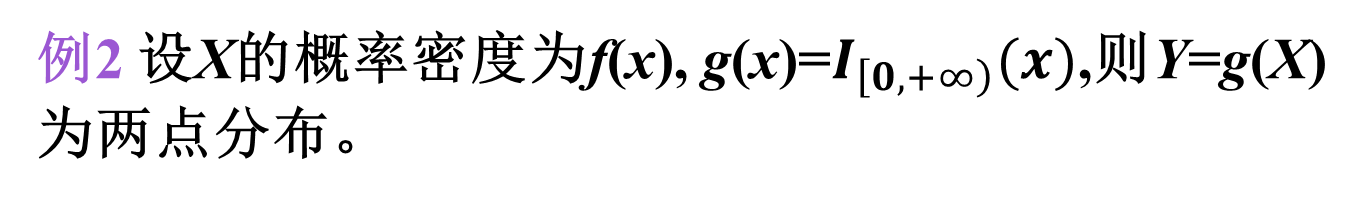 例2 设X的概率密度为f(x), g(x)=I[0,+∞)(x),则Y=g(X)
为两点分布。